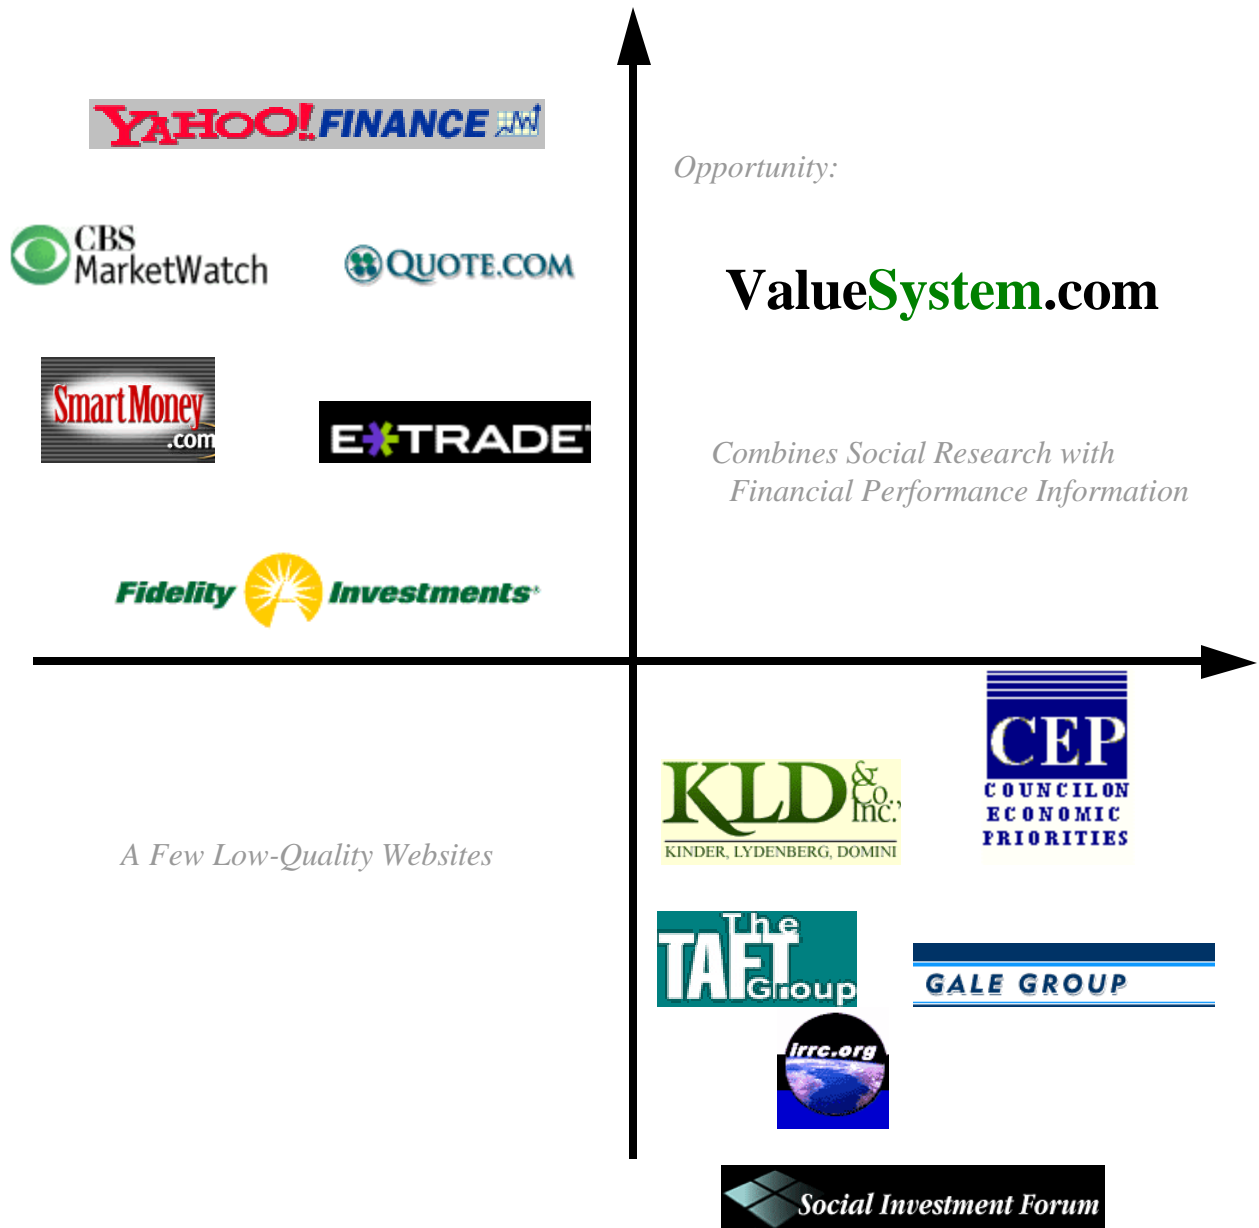 YAHOO! FINANCE
Opportunity:
CBS
MarketWatch
QUOTE.COM
ValueSystem.com
SmartMoney
.com
E*TRADE
Combines Social Research with
Financial Performance Information
Fidelity Investments®
CEP
COUNCIL ON
ECONOMIC
PRIORITIES
KLD & Co., Inc.
KINDER, LYDENBERG, DOMINI
A Few Low-Quality Websites
The
TAFT
Group
GALE GROUP
irrc.org
Social Investment Forum